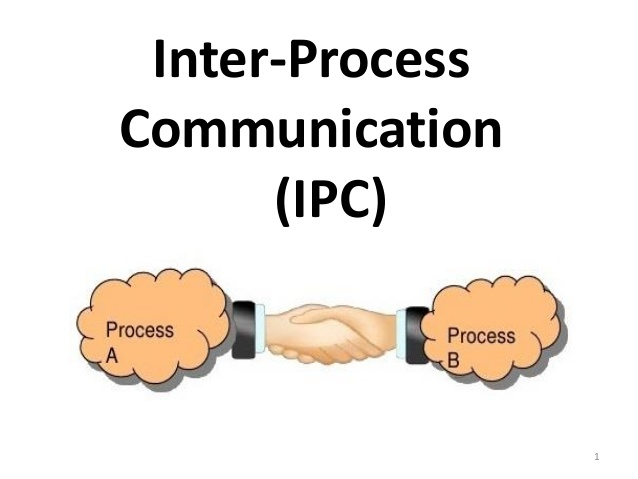 Inter-Process
Communication
(IPC)
Process
A
Process
B
1